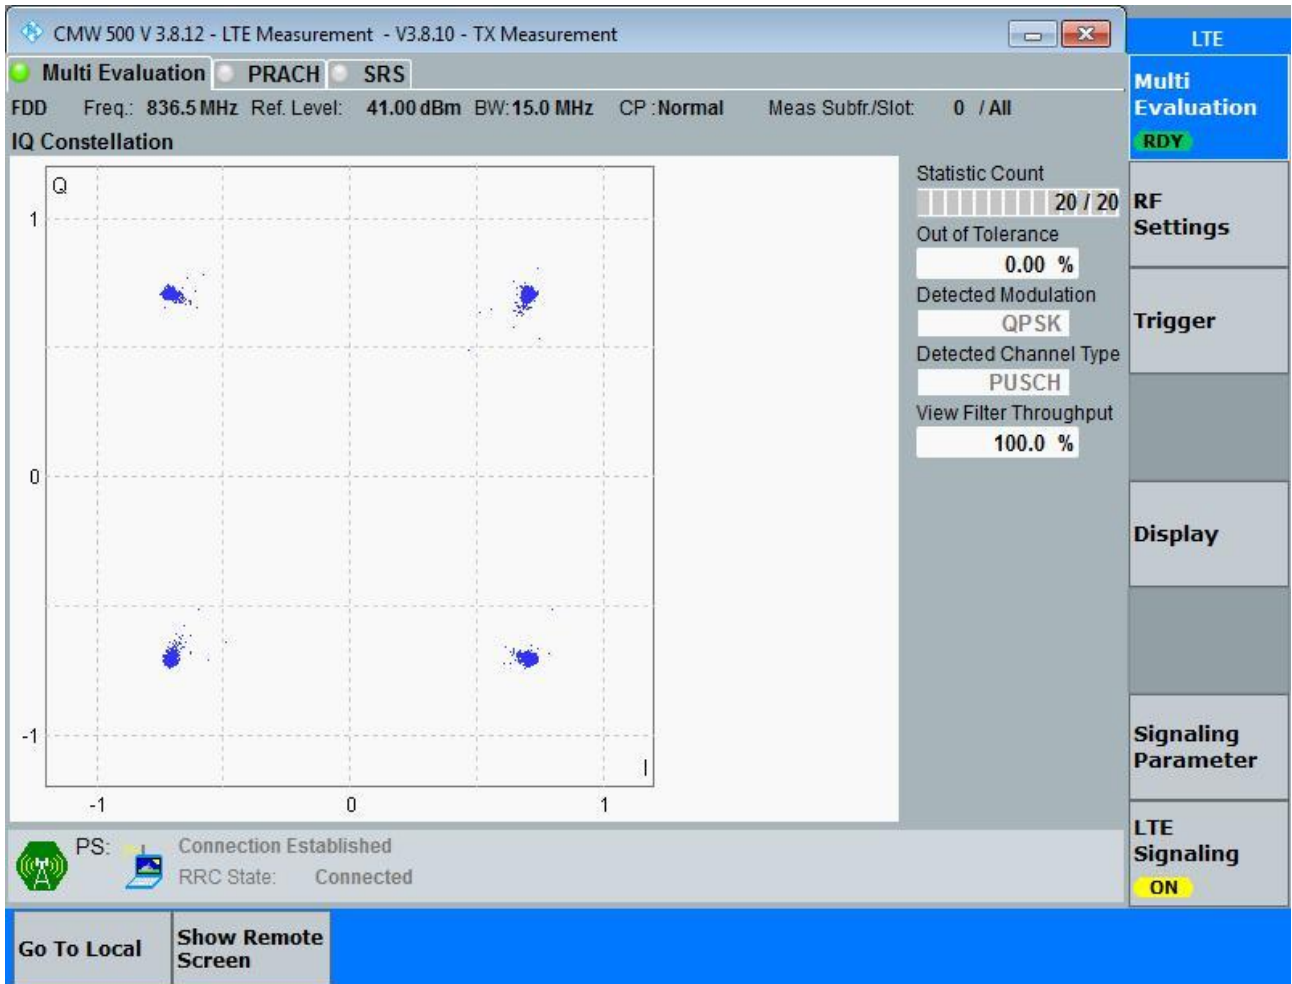 CMW 500 V 3.8.12 - LTE Measurement - V3.8.10 - TX Measurement
Multi Evaluation PRACH SRS
FDD Freq.: 836.5 MHz Ref. Level: 41.00 dBm BW: 15.0 MHz CP : Normal Meas Subfr./Slot: 0 / All
IQ Constellation
Q
1
0
-1
I
-1 0 1
Statistic Count
20 / 20
Out of Tolerance
0.00 %
Detected Modulation
QPSK
Detected Channel Type
PUSCH
View Filter Throughput
100.0 %
PS: Connection Established
RRC State: Connected
LTE
Multi
Evaluation
RDY
RF
Settings
Trigger
Display
Signaling
Parameter
LTE
Signaling
ON
Go To Local
Show Remote
Screen